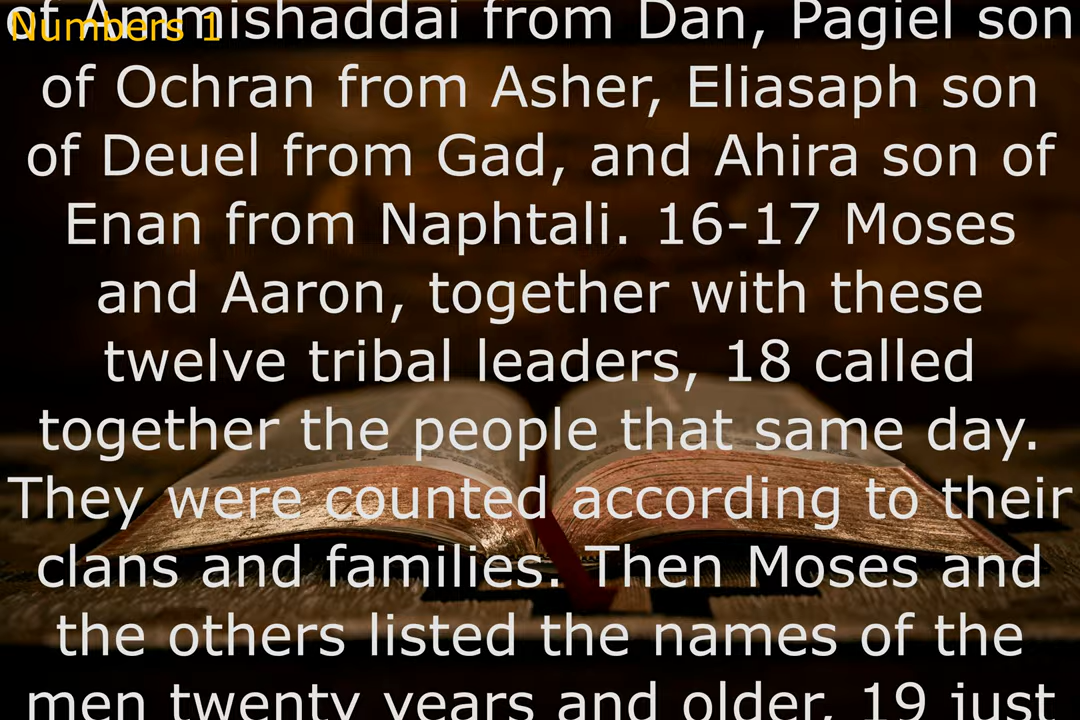 Numbers 1
of Ammishaddai from Dan, Pagiel son
of Ochran from Asher, Eliasaph son
of Deuel from Gad, and Ahira son of
Enan from Naphtali. 16-17 Moses
and Aaron, together with these
twelve tribal leaders, 18 called
together the people that same day.
They were counted according to their
clans and families. Then Moses and
the others listed the names of the
men twenty years and older, 19 just